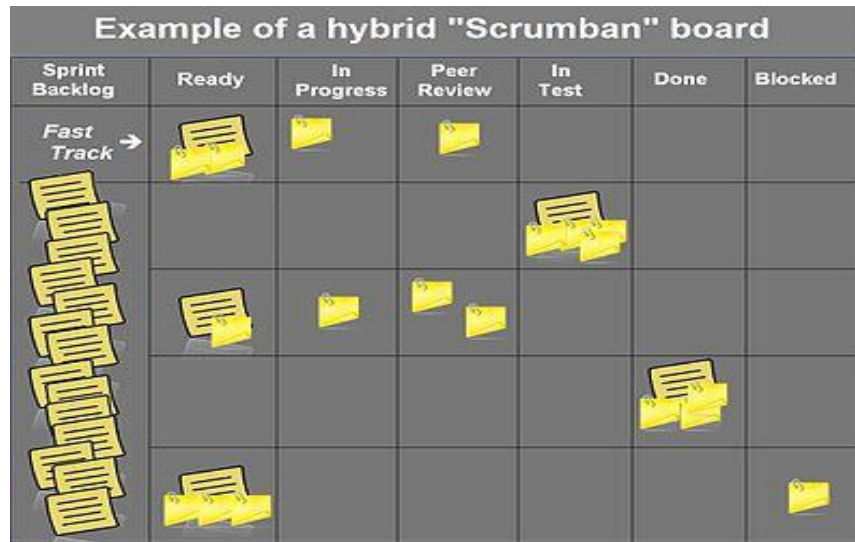 Example of a hybrid "Scrumban" board
Sprint
Backlog
Ready
In
Progress
Peer
Review
In
Test
Done
Blocked
Fast
Track →